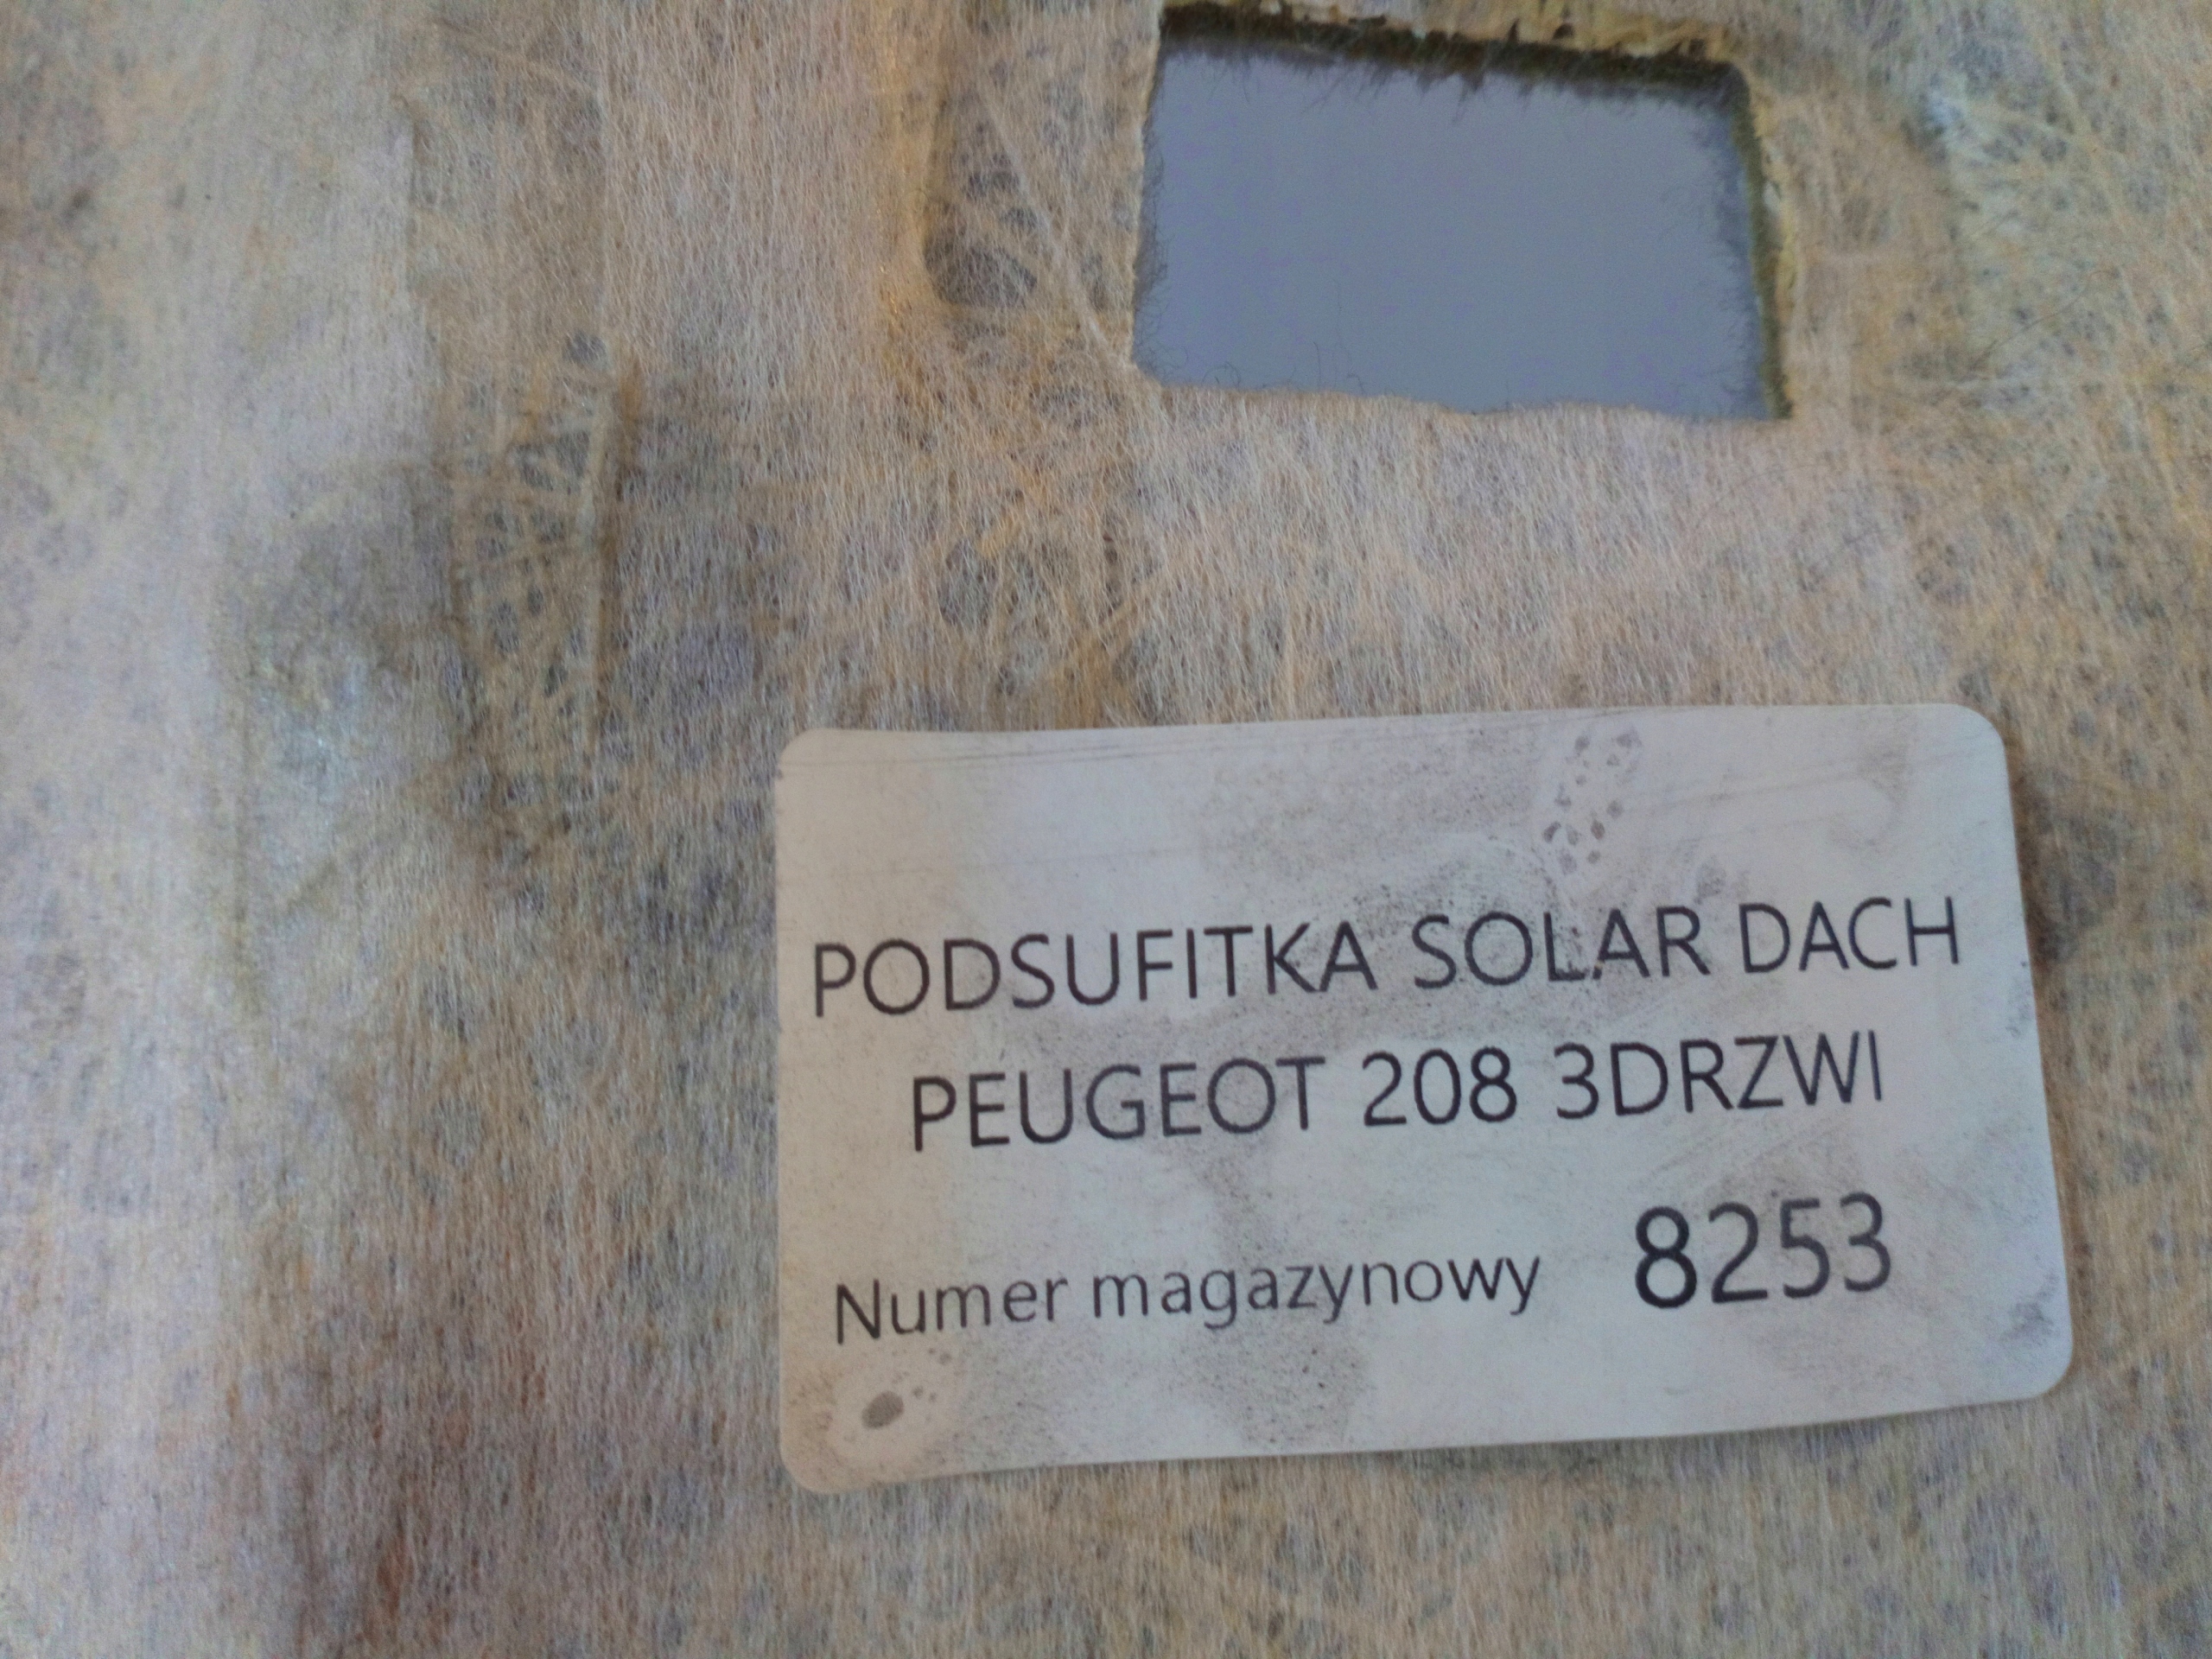 PODSUFITKA SOLAR DACH
PEUGEOT 208 3DRZWI
Numer magazynowy 8253